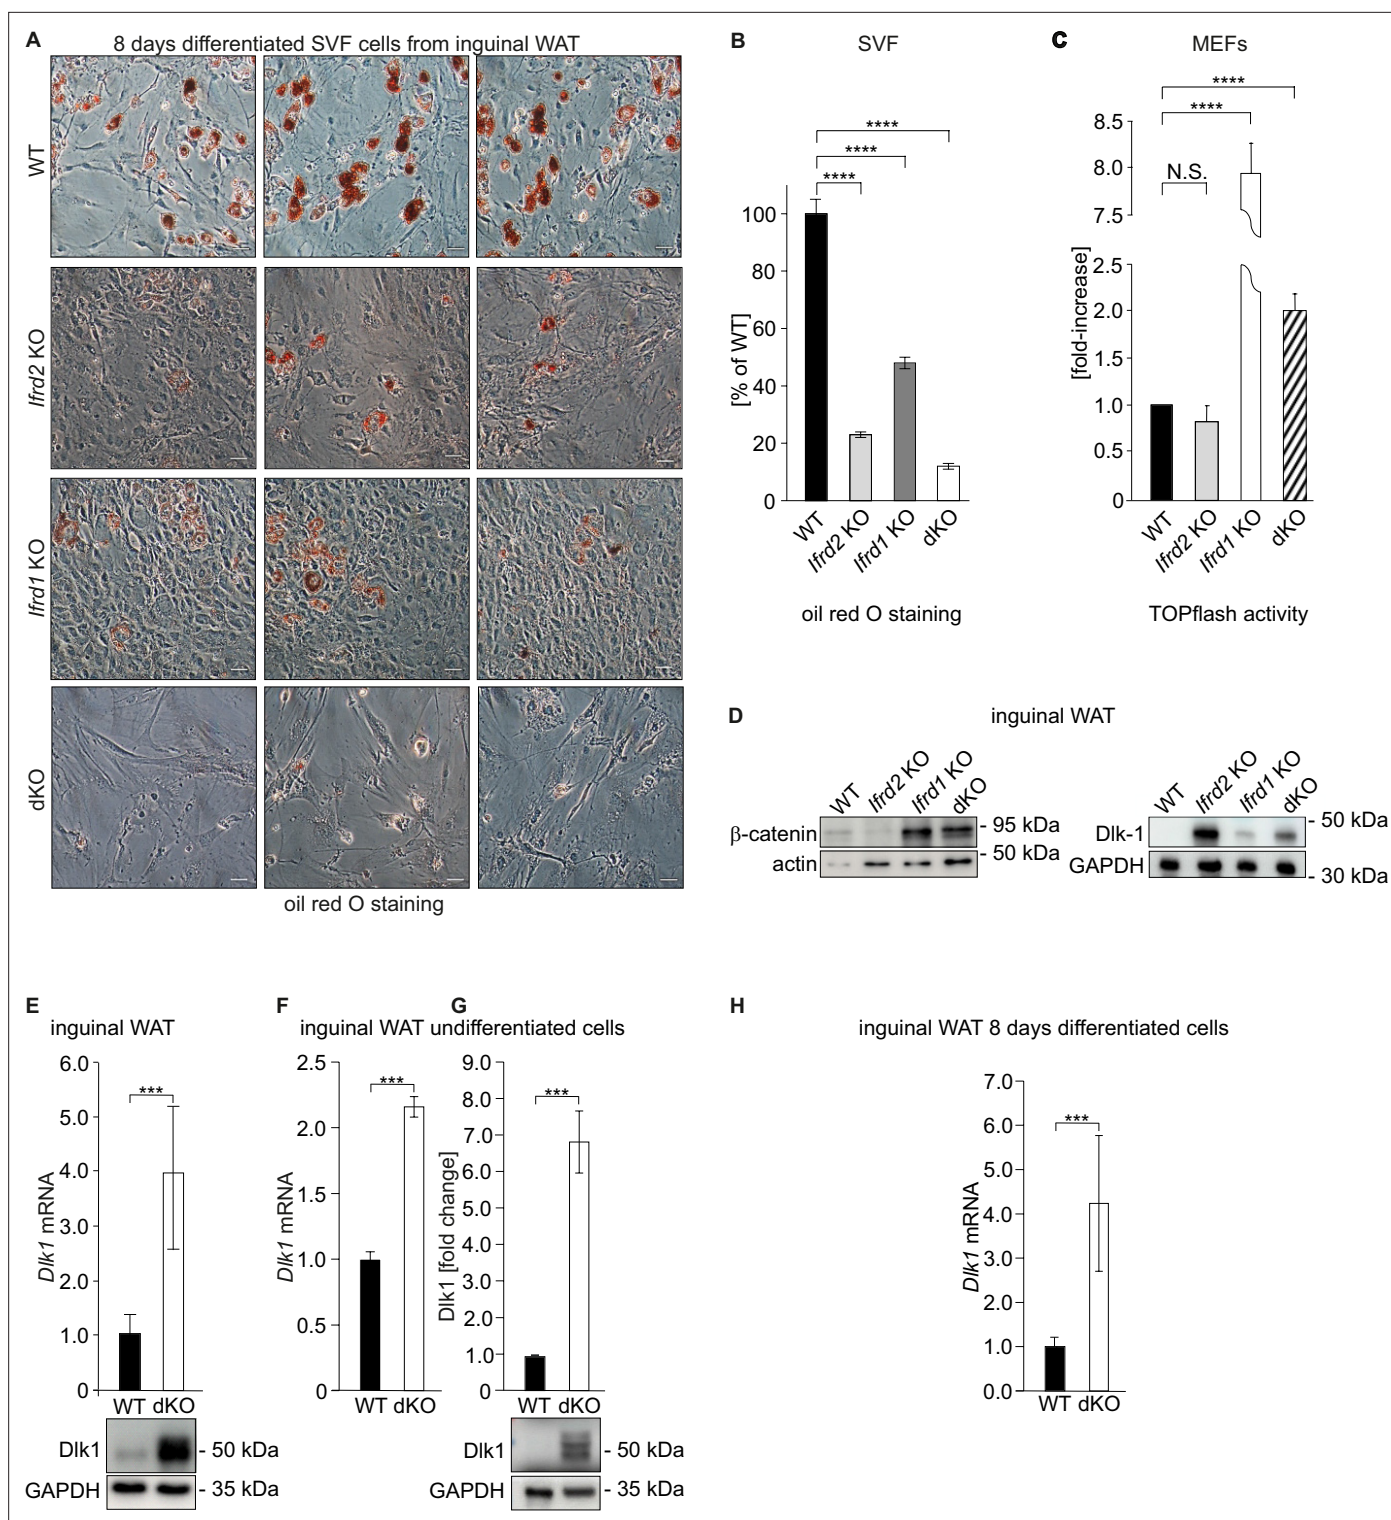 A
8 days differentiated SVF cells from inguinal WAT
WT
Ifrd2 KO
Ifrd1 KO
dKO
oil red O staining
B
SVF
****
****
****
[% of WT]
100
80
60
40
20
0
WT
Ifrd2 KO
Ifrd1 KO
dKO
oil red O staining
C
MEFs
****
****
N.S.
[fold-increase]
8.5
8.0
7.5
2.5
2.0
1.5
1.0
0.5
0
WT
Ifrd2 KO
Ifrd1 KO
dKO
TOPflash activity
D
inguinal WAT
WT
Ifrd2 KO
Ifrd1 KO
dKO
β-catenin
- 95 kDa
- 50 kDa
actin
WT
Ifrd2 KO
Ifrd1 KO
dKO
Dlk-1
- 50 kDa
GAPDH
- 30 kDa
E
inguinal WAT
Dlk1 mRNA
6.0
5.0
4.0
3.0
2.0
1.0
0
***
WT dKO
Dlk1
- 50 kDa
GAPDH
- 35 kDa
F
G
inguinal WAT undifferentiated cells
Dlk1 mRNA
2.5
2.0
1.5
1.0
0.5
0
***
WT dKO
Dlk1 [fold change]
9.0
8.0
7.0
6.0
5.0
4.0
3.0
2.0
1.0
0
***
WT dKO
Dlk1
- 50 kDa
GAPDH
- 35 kDa
H
inguinal WAT 8 days differentiated cells
Dlk1 mRNA
7.0
6.0
5.0
4.0
3.0
2.0
1.0
0.0
***
WT dKO